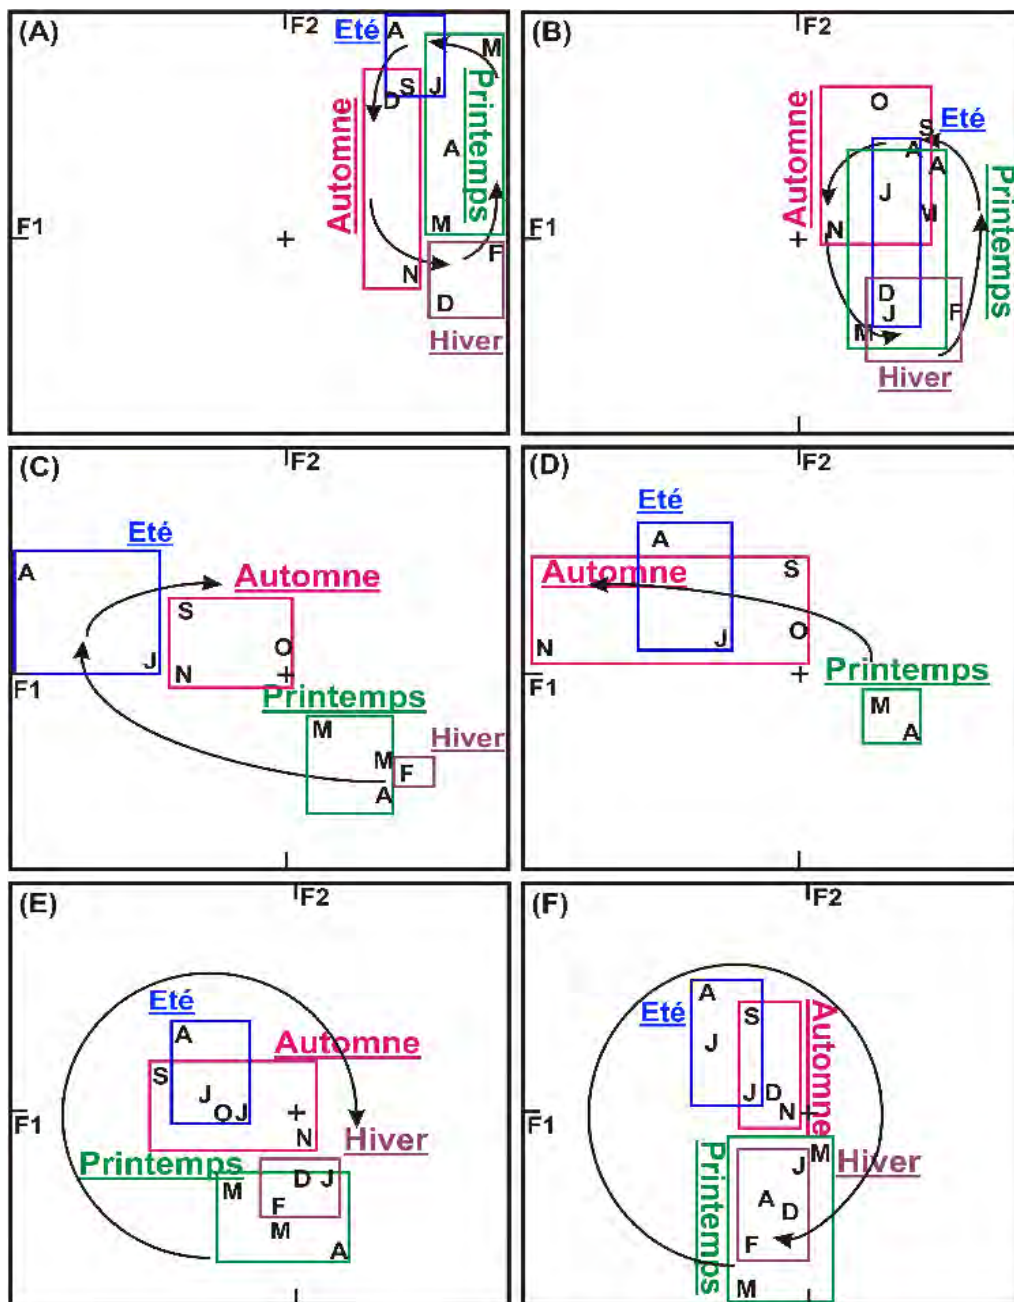 (A)
F2
Eté
A
M
S
J
D
Automne
Printemps
A
F1
M
F
N
D
Hiver
(B)
F2
O
Automne
S
Eté
A
A
J
Printemps
M
N
F1
D
J
F
M
Hiver
(C)
F2
Eté
A
Automne
S
O
J
N
F1
Printemps
M
Hiver
M
F
A
(D)
F2
Eté
A
Automne
S
O
J
N
F1
Printemps
M
A
(E)
F2
Eté
A
Automne
S
J
O
J
F1
N
Hiver
Printemps
M
D
J
F
M
A
(F)
F2
A
Eté
S
Automne
J
J
D
N
F1
M
Printemps
J
Hiver
A
D
F
M